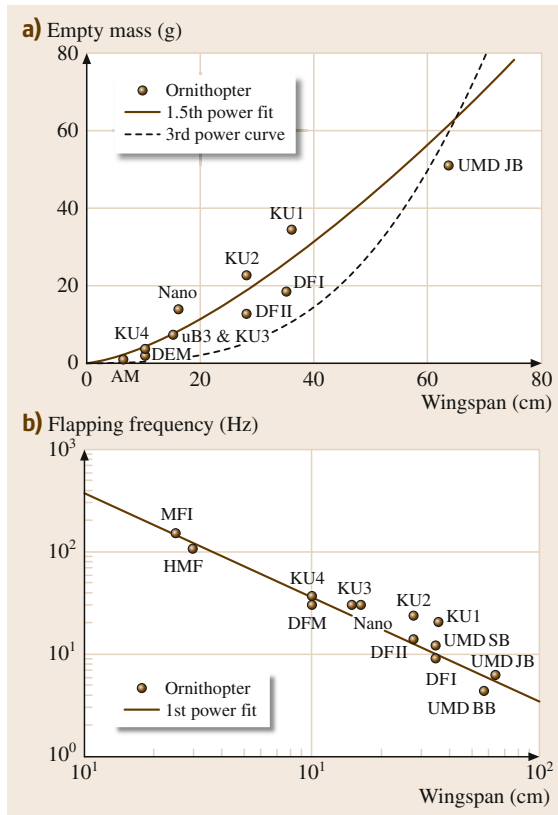 a) Empty mass (g)
80
60
40
20
0
Ornithopter
1.5th power fit
3rd power curve
UMD JB
KU1
KU2
DFI
Nano
DFII
KU4
uB3 & KU3
DEM
AM
0 20 40 60 80
Wingspan (cm)
b) Flapping frequency (Hz)
10³
10²
10¹
10⁰
MFI
HMF
KU4
KU3
KU2
KU1
DFM
Nano
UMD SB
DFII
UMD JB
DFI
UMD BB
Ornithopter
1st power fit
10¹ 10¹ 10²
Wingspan (cm)